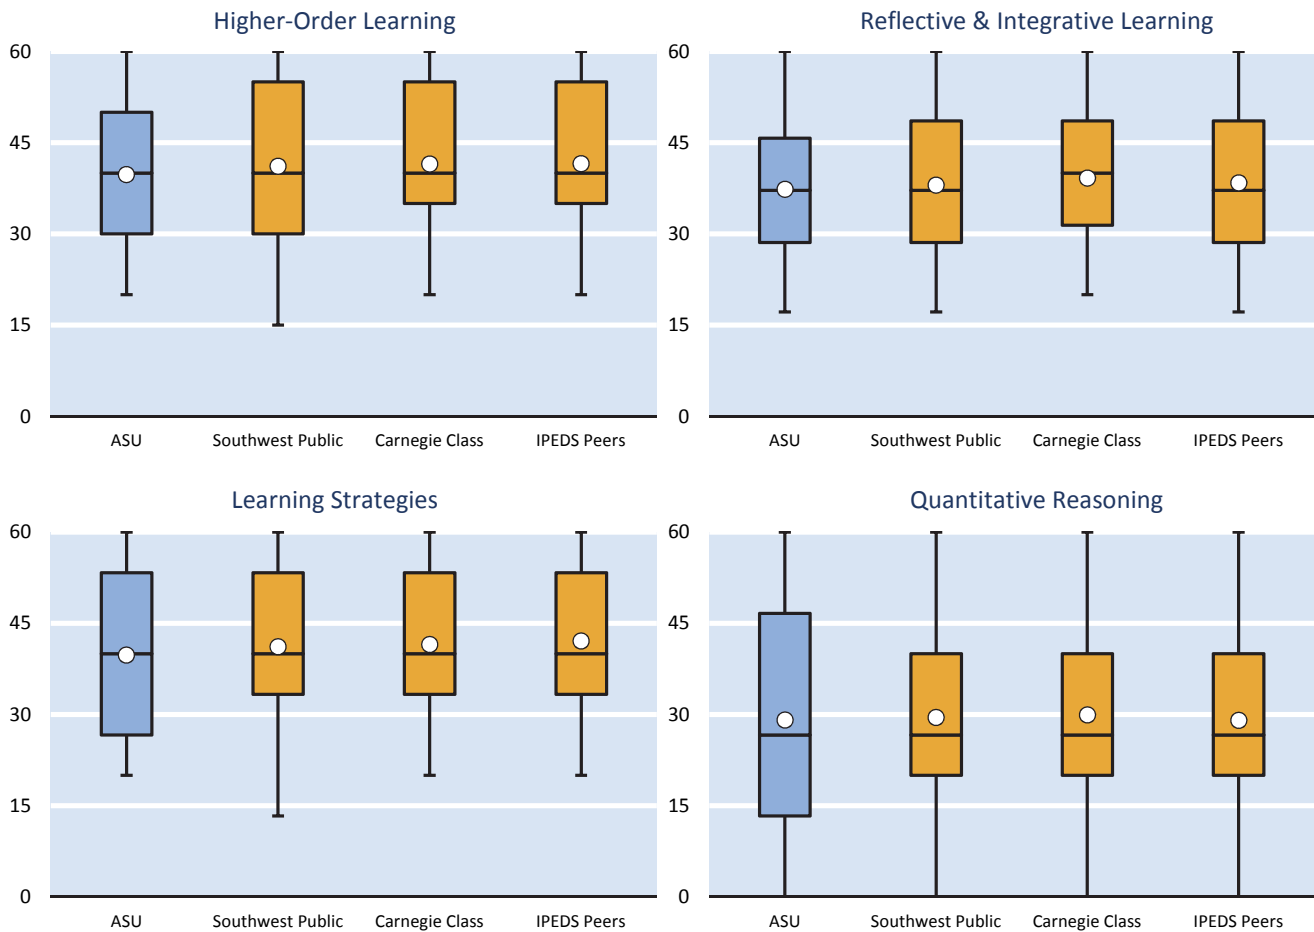 Higher-Order Learning
60
45
30
15
0
ASU Southwest Public Carnegie Class IPEDS Peers
Reflective & Integrative Learning
60
45
30
15
0
ASU Southwest Public Carnegie Class IPEDS Peers
Learning Strategies
60
45
30
15
0
ASU Southwest Public Carnegie Class IPEDS Peers
Quantitative Reasoning
60
45
30
15
0
ASU Southwest Public Carnegie Class IPEDS Peers